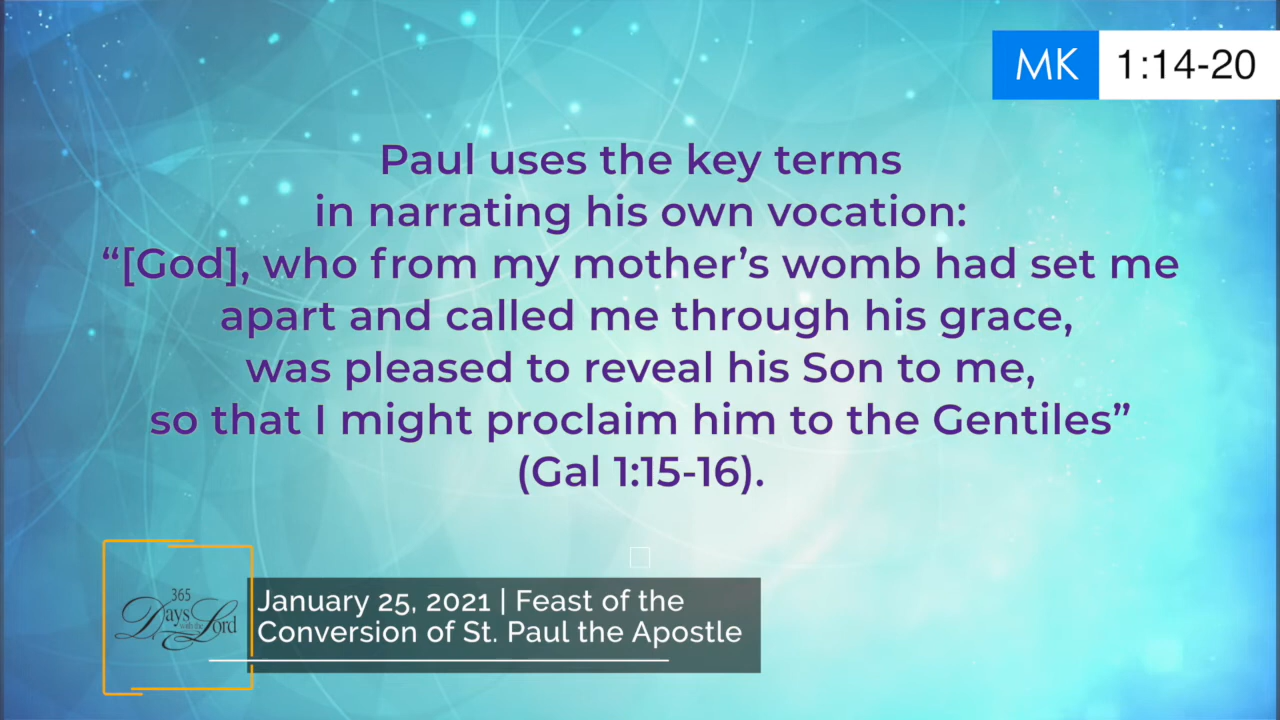 MK 1:14-20
Paul uses the key terms
in narrating his own vocation:
“[God], who from my mother’s womb had set me
apart and called me through his grace,
was pleased to reveal his Son to me,
so that I might proclaim him to the Gentiles”
(Gal 1:15-16).
365
Days with the Lord
January 25, 2021 | Feast of the
Conversion of St. Paul the Apostle